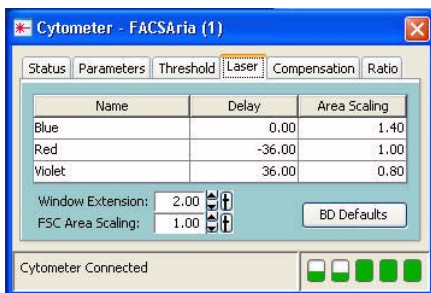 Cytometer - FACSAria (1)
Status Parameters Threshold Laser Compensation Ratio
Name Delay Area Scaling
Blue 0.00 1.40
Red -36.00 1.00
Violet 36.00 0.80
Window Extension: 2.00
FSC Area Scaling: 1.00
BD Defaults
Cytometer Connected